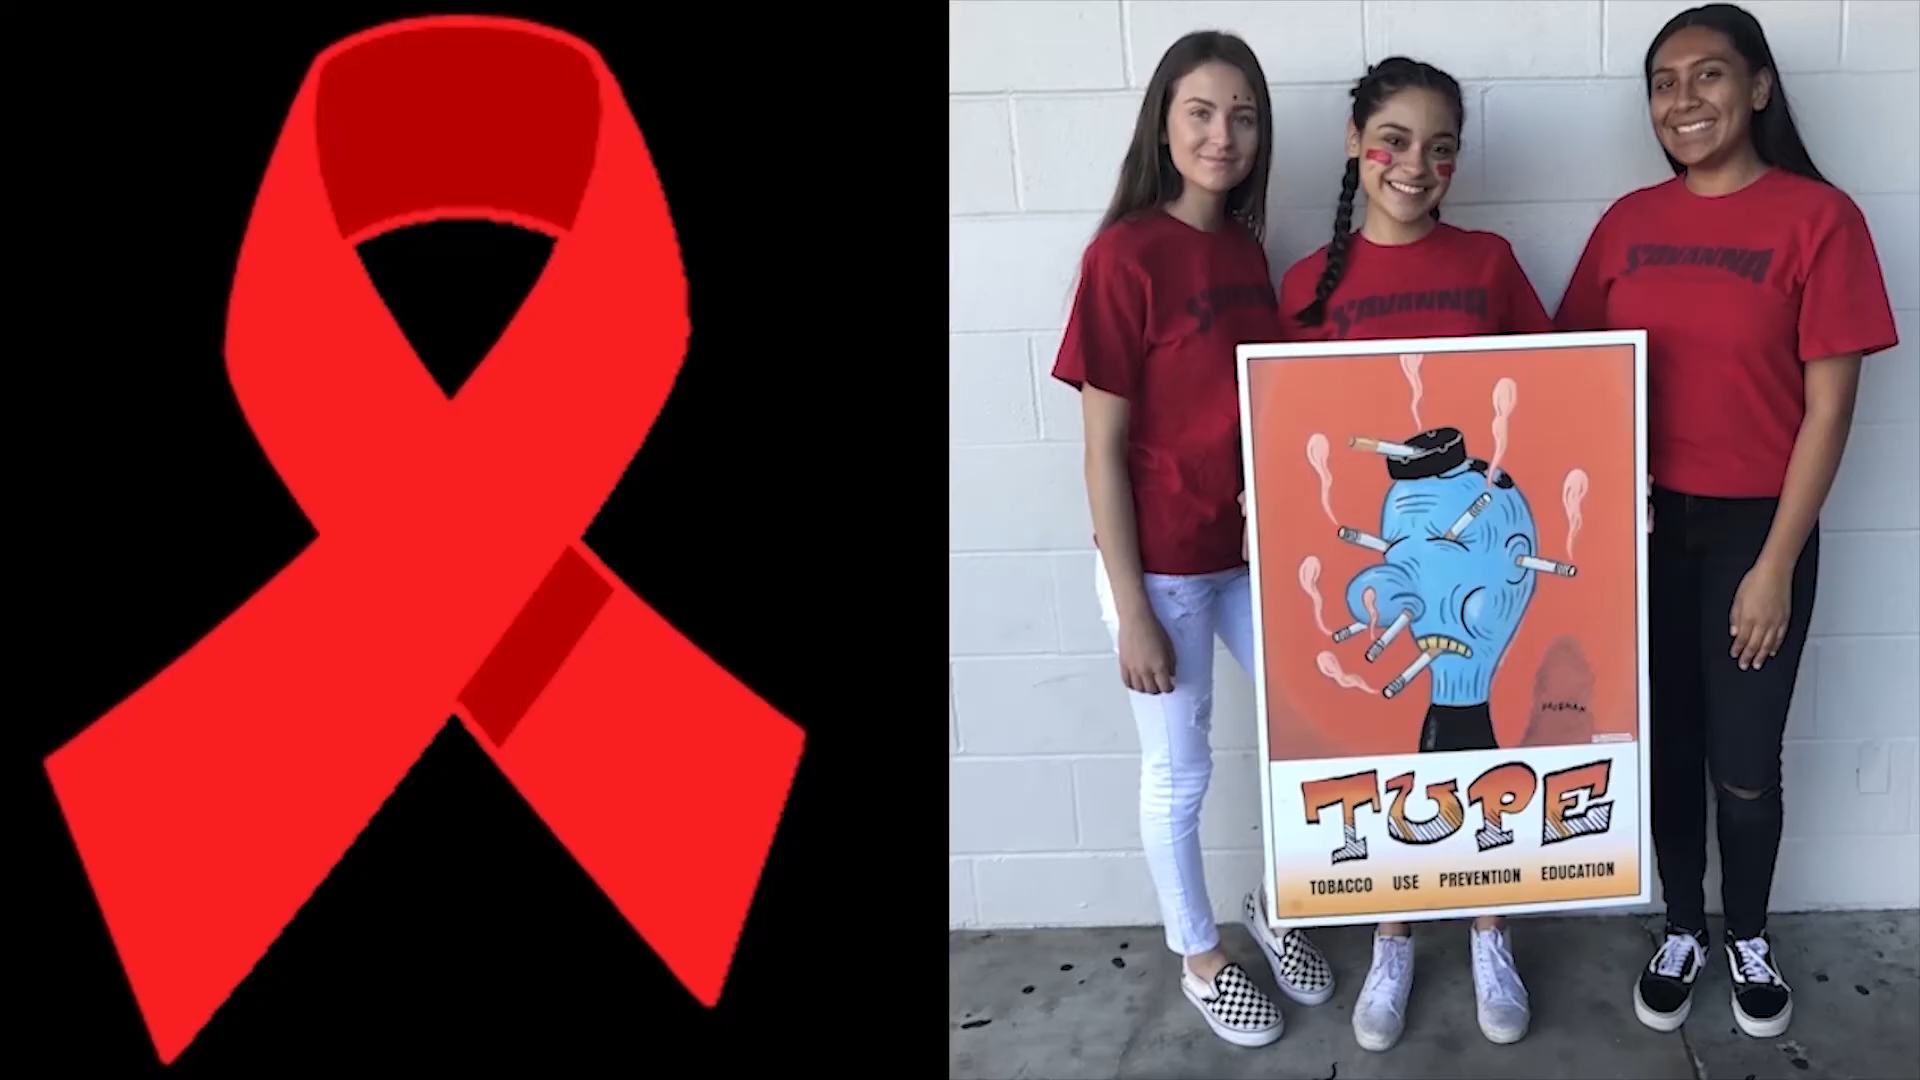 SAVANNA
SAVANNA
SAVANNA
TUPE
TOBACCO USE PREVENTION EDUCATION